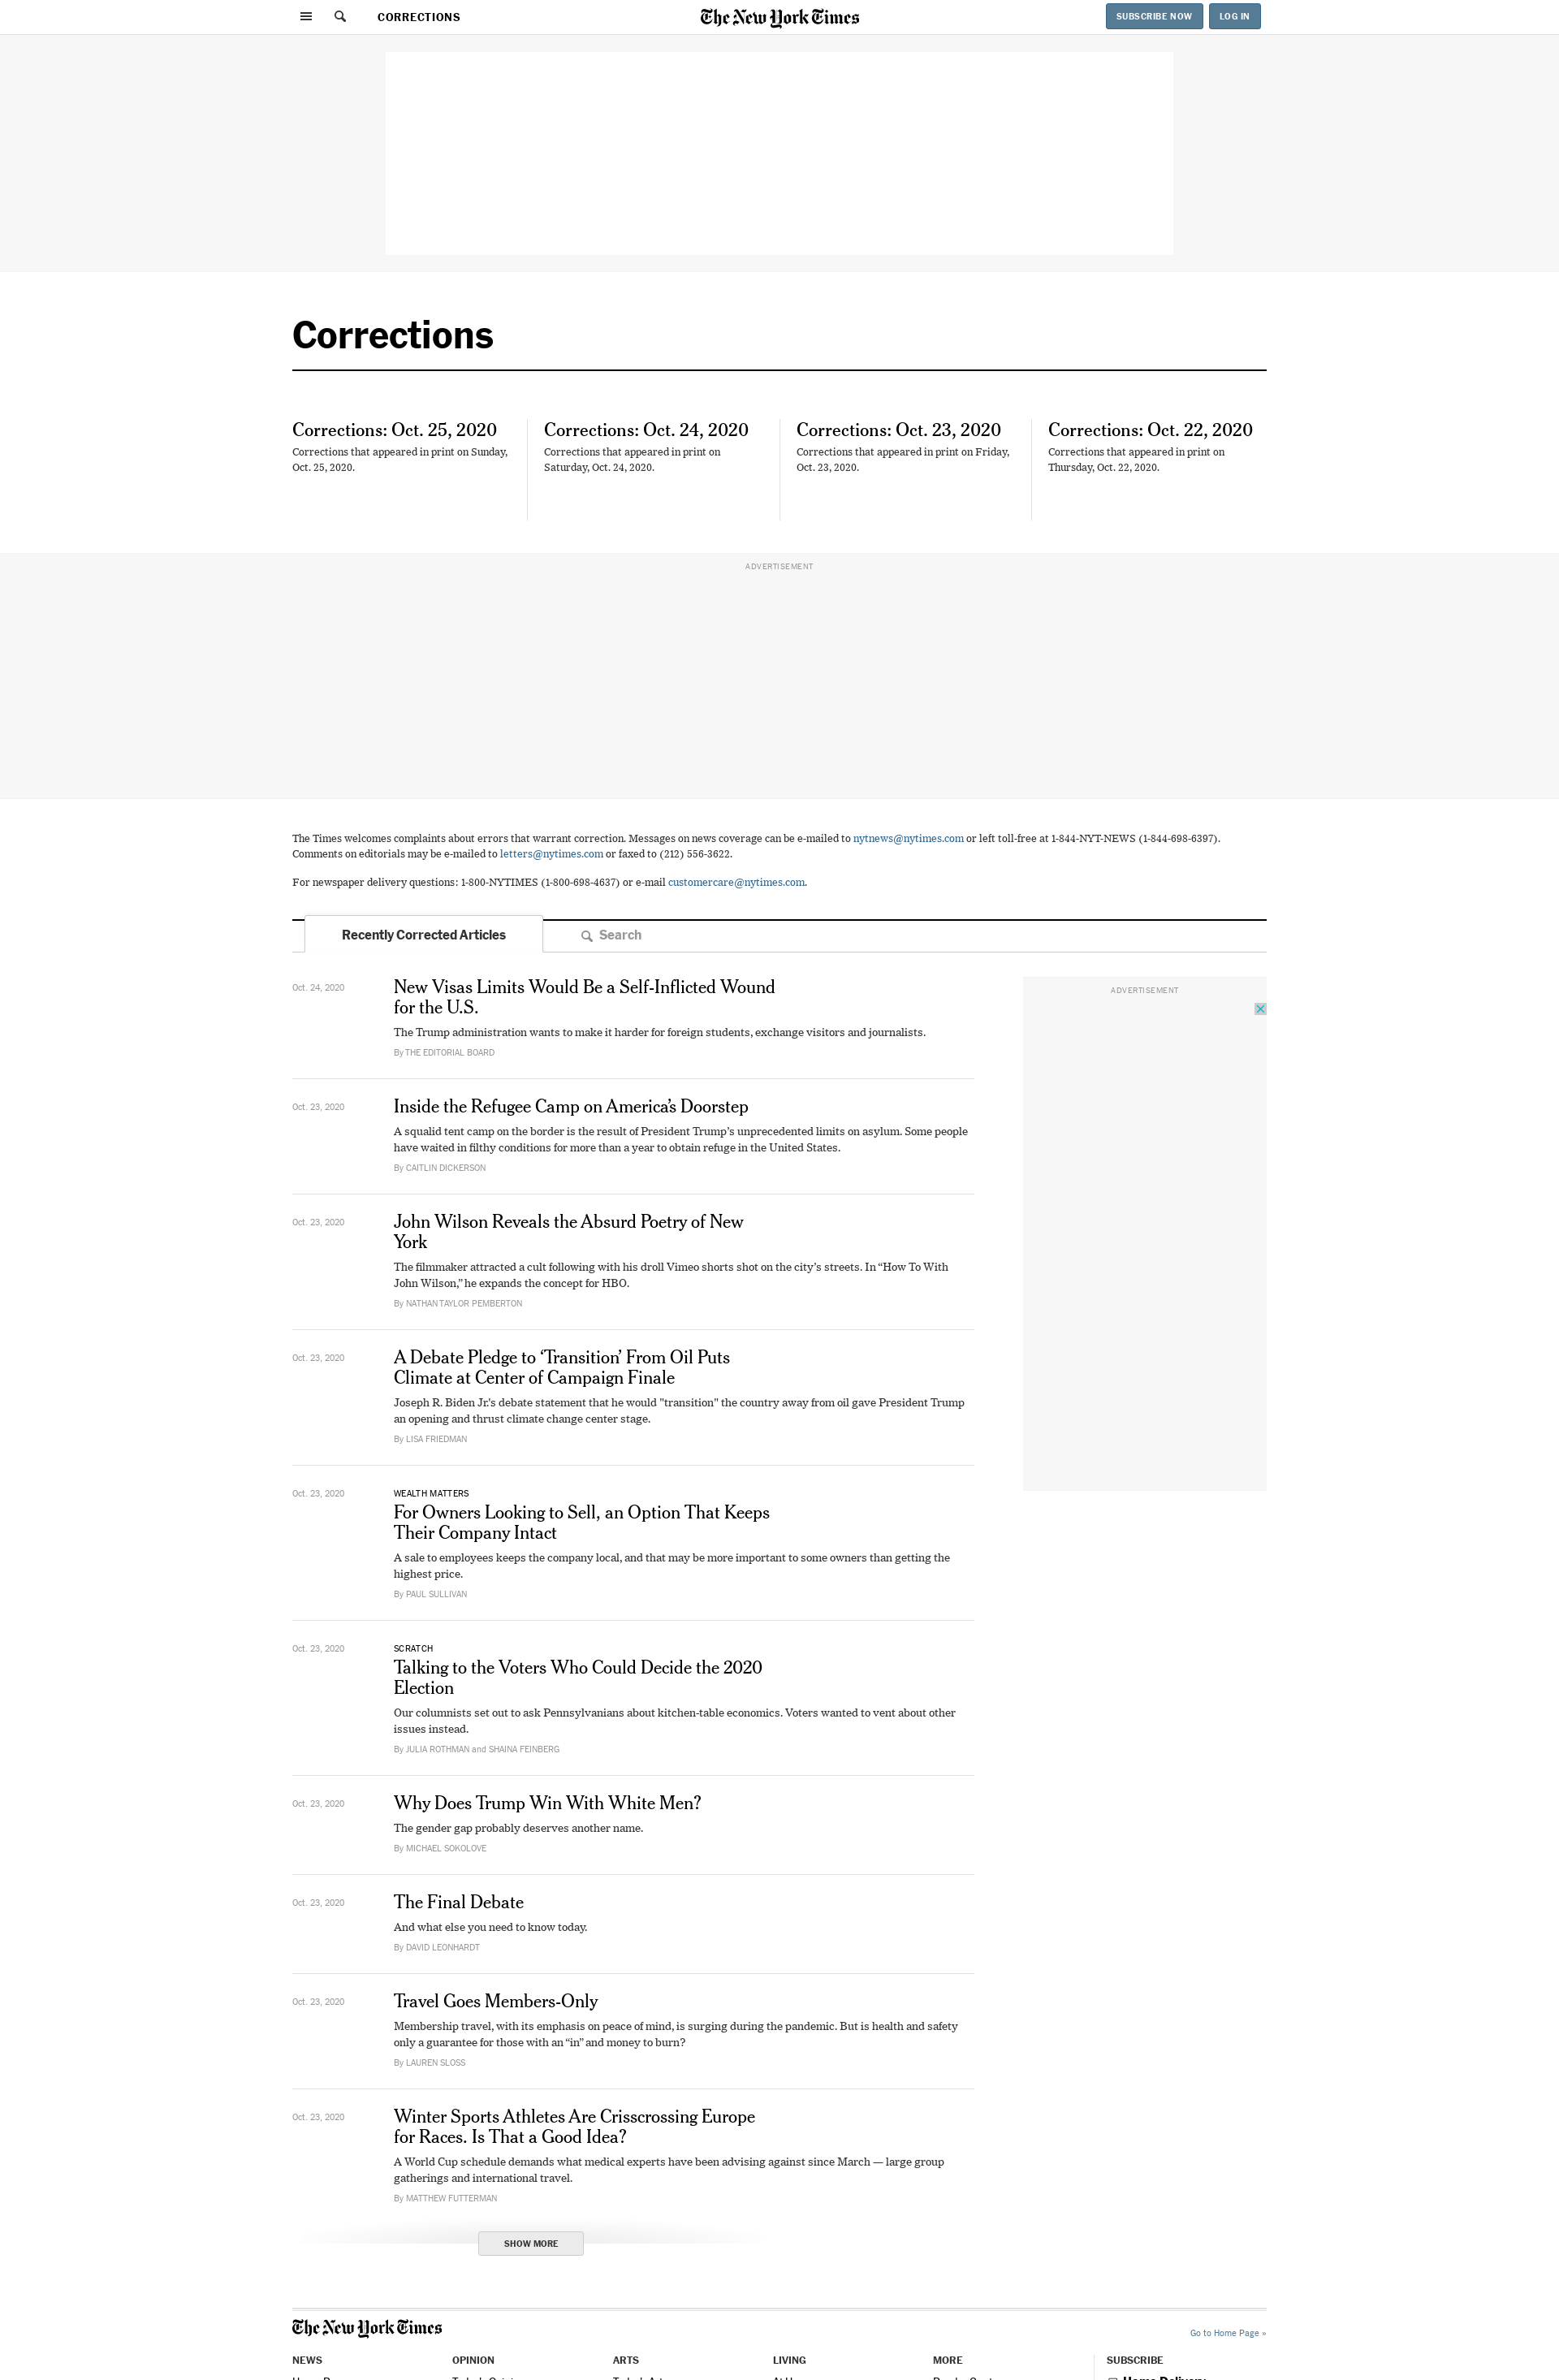 CORRECTIONS
The New York Times
SUBSCRIBE NOW
LOG IN
Corrections
Corrections: Oct. 25, 2020
Corrections that appeared in print on Sunday,
Oct. 25, 2020.
Corrections: Oct. 24, 2020
Corrections that appeared in print on
Saturday, Oct. 24, 2020.
Corrections: Oct. 23, 2020
Corrections that appeared in print on Friday,
Oct. 23, 2020.
Corrections: Oct. 22, 2020
Corrections that appeared in print on
Thursday, Oct. 22, 2020.
ADVERTISEMENT
The Times welcomes complaints about errors that warrant correction. Messages on news coverage can be e-mailed to nytnews@nytimes.com or left toll-free at 1-844-NYT-NEWS (1-844-698-6397).
Comments on editorials may be e-mailed to letters@nytimes.com or faxed to (212) 556-3622.
For newspaper delivery questions: 1-800-NYTIMES (1-800-698-4637) or e-mail customercare@nytimes.com.
Recently Corrected Articles
Search
ADVERTISEMENT
Oct. 24, 2020
New Visas Limits Would Be a Self-Inflicted Wound
for the U.S.
The Trump administration wants to make it harder for foreign students, exchange visitors and journalists.
By THE EDITORIAL BOARD
Oct. 23, 2020
Inside the Refugee Camp on America’s Doorstep
A squalid tent camp on the border is the result of President Trump’s unprecedented limits on asylum. Some people
have waited in filthy conditions for more than a year to obtain refuge in the United States.
By CAITLIN DICKERSON
Oct. 23, 2020
John Wilson Reveals the Absurd Poetry of New
York
The filmmaker attracted a cult following with his droll Vimeo shorts shot on the city’s streets. In “How To With
John Wilson,” he expands the concept for HBO.
By NATHAN TAYLOR PEMBERTON
Oct. 23, 2020
A Debate Pledge to ‘Transition’ From Oil Puts
Climate at Center of Campaign Finale
Joseph R. Biden Jr.'s debate statement that he would "transition" the country away from oil gave President Trump
an opening and thrust climate change center stage.
By LISA FRIEDMAN
Oct. 23, 2020
WEALTH MATTERS
For Owners Looking to Sell, an Option That Keeps
Their Company Intact
A sale to employees keeps the company local, and that may be more important to some owners than getting the
highest price.
By PAUL SULLIVAN
Oct. 23, 2020
SCRATCH
Talking to the Voters Who Could Decide the 2020
Election
Our columnists set out to ask Pennsylvanians about kitchen-table economics. Voters wanted to vent about other
issues instead.
By JULIA ROTHMAN and SHAINA FEINBERG
Oct. 23, 2020
Why Does Trump Win With White Men?
The gender gap probably deserves another name.
By MICHAEL SOKOLOVE
Oct. 23, 2020
The Final Debate
And what else you need to know today.
By DAVID LEONHARDT
Oct. 23, 2020
Travel Goes Members-Only
Membership travel, with its emphasis on peace of mind, is surging during the pandemic. But is health and safety
only a guarantee for those with an “in” and money to burn?
By LAUREN SLOSS
Oct. 23, 2020
Winter Sports Athletes Are Crisscrossing Europe
for Races. Is That a Good Idea?
A World Cup schedule demands what medical experts have been advising against since March — large group
gatherings and international travel.
By MATTHEW FUTTERMAN
SHOW MORE
The New York Times
Go to Home Page »
NEWS
OPINION
ARTS
LIVING
MORE
SUBSCRIBE